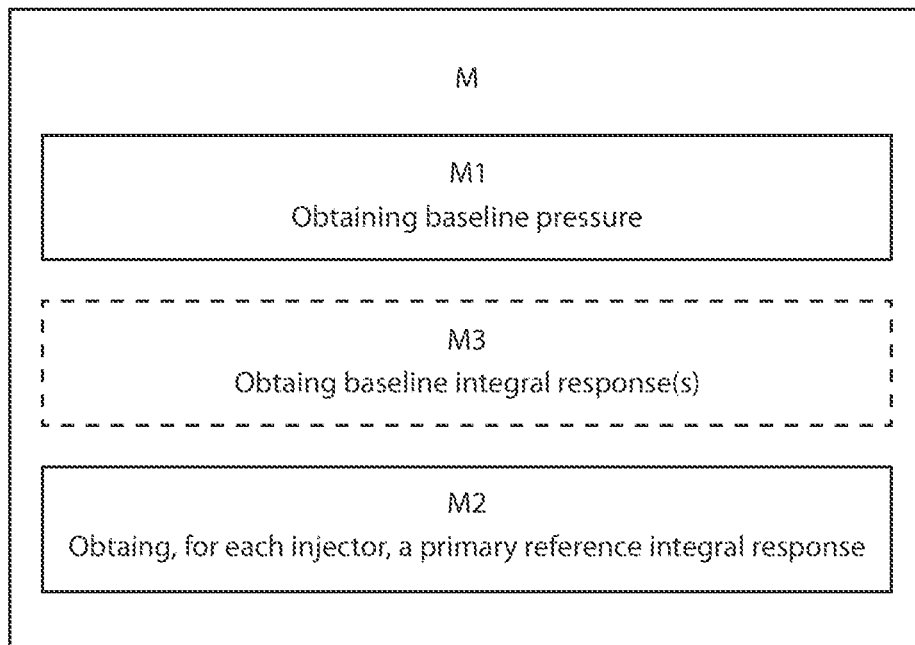 M
M1
Obtaining baseline pressure
M3
Obtaing baseline integral response(s)
M2
Obtaing, for each injector, a primary reference integral response